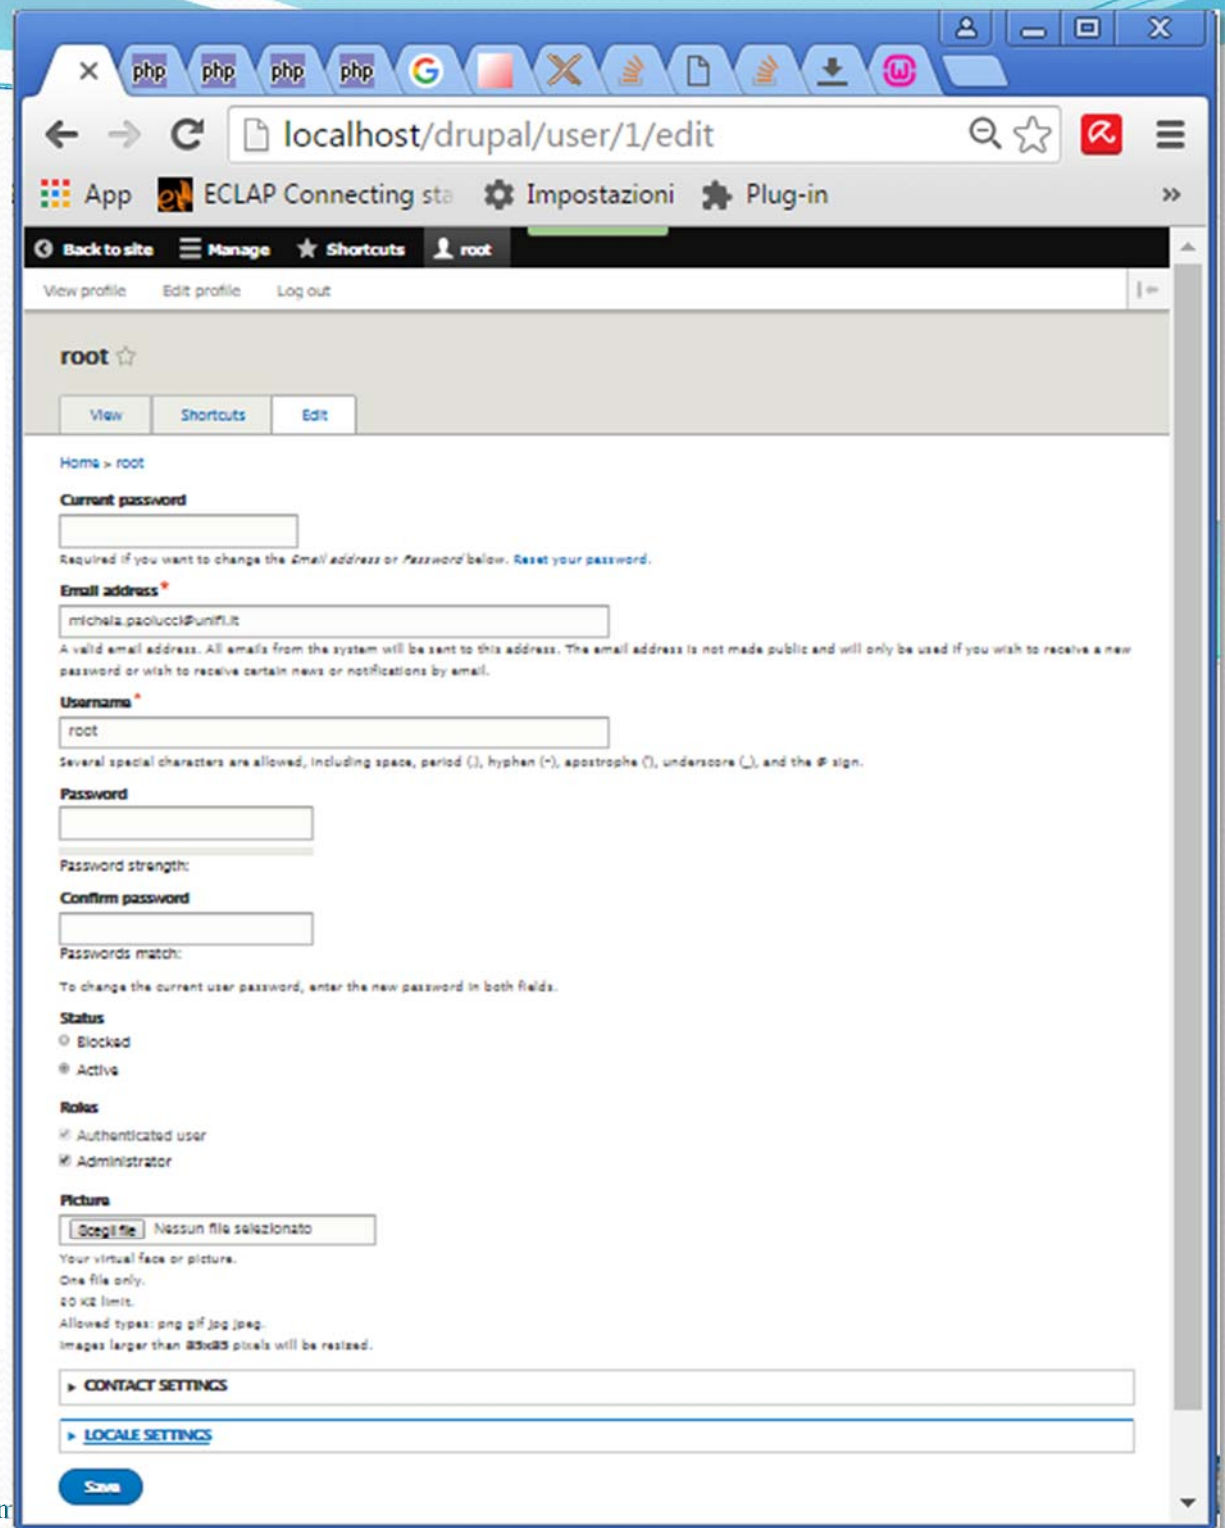 php php php php
localhost/drupal/user/1/edit
App ECLAP Connecting sta Impostazioni Plug-in »
Back to site Manage Shortcuts root
View profile Edit profile Log out
root
View Shortcuts Edit
Home » root
Current password
Required if you want to change the Email address or Password below. Reset your password.
Email address *
michela.paolucci@unifi.it
A valid email address. All emails from the system will be sent to this address. The email address is not made public and will only be used if you wish to receive a new
password or wish to receive certain news or notifications by email.
Username *
root
Several special characters are allowed, including space, period (.), hyphen (-), apostrophe ('), underscore (_), and the @ sign.
Password
Password strength:
Confirm password
Passwords match:
To change the current user password, enter the new password in both fields.
Status
Blocked
Active
Roles
Authenticated user
Administrator
Picture
Scegli file Nessun file selezionato
Your virtual face or picture.
One file only.
KB limit.
Allowed types: png gif jpg jpeg.
Images larger than 85x85 pixels will be resized.
CONTACT SETTINGS
LOCALE SETTINGS
Save